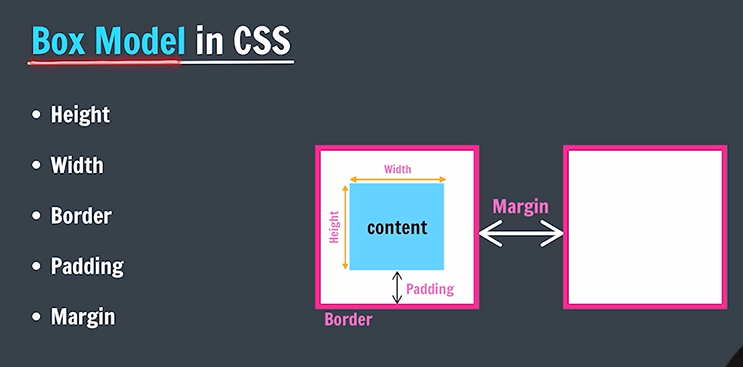 Box Model in CSS
• Height
• Width
• Border
• Padding
• Margin
Width
Height
content
Padding
Border
Margin